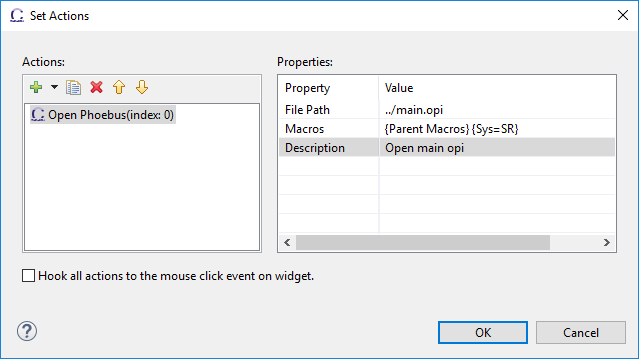 Set Actions
Actions:
Open Phoebus(index: 0)
Properties:
Property Value
File Path ../main.opi
Macros {Parent Macros} {Sys=SR}
Description Open main opi
Hook all actions to the mouse click event on widget.
OK Cancel